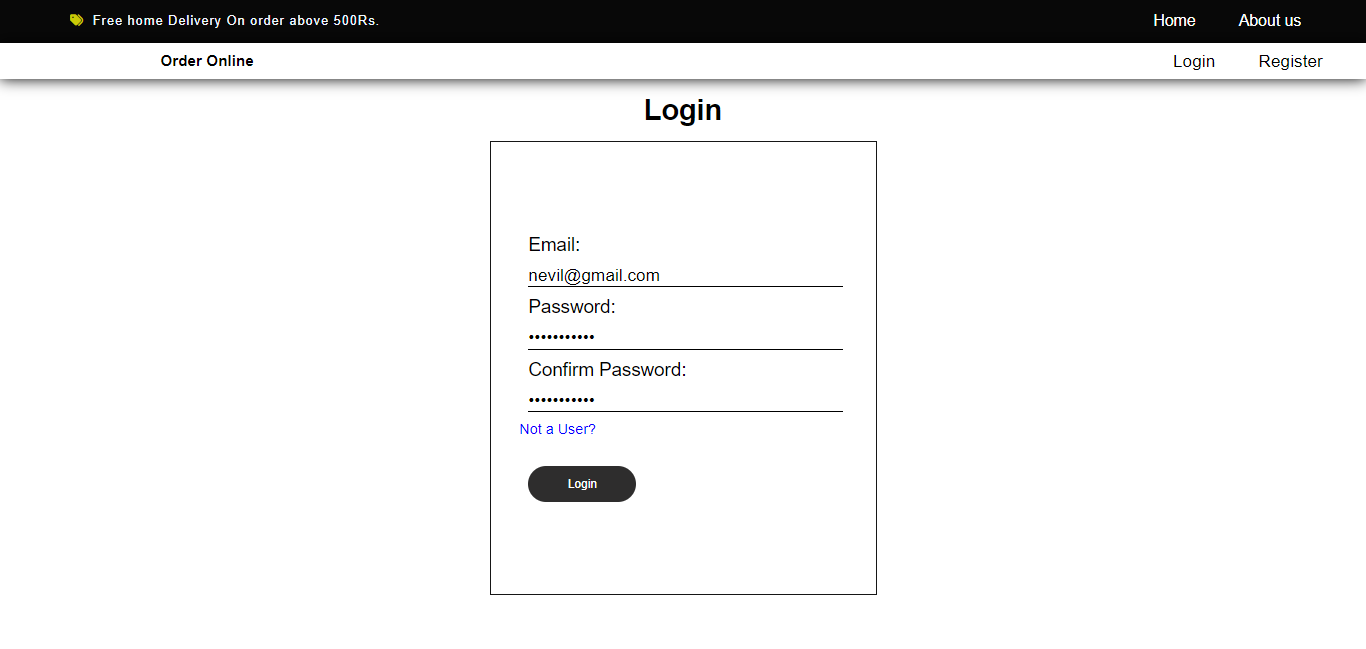 Free home Delivery On order above 500Rs. Home About us
Order Online Login Register
Login
Email:
nevil@gmail.com
Password:
•••••••••••
Confirm Password:
•••••••••••
Not a User?
Login